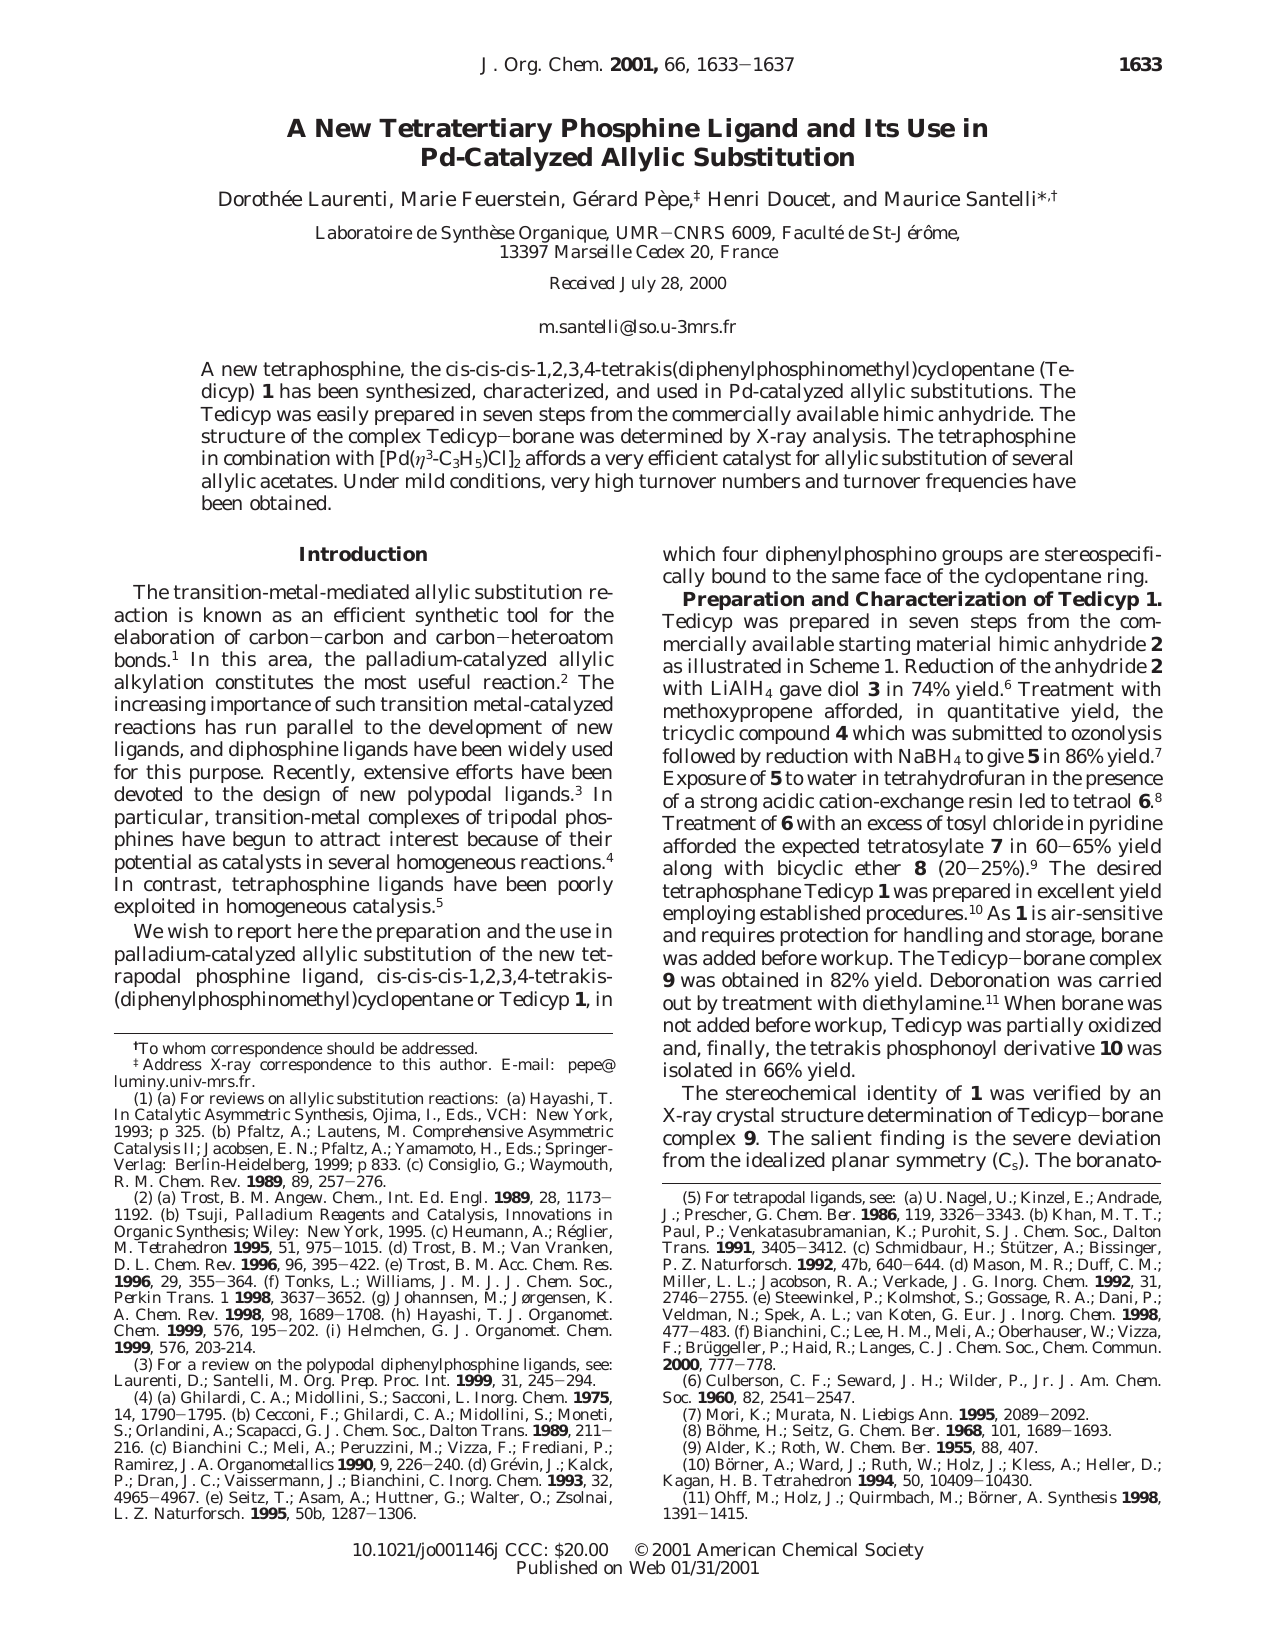 J. Org. Chem. 2001, 66, 1633−1637
1633
A New Tetratertiary Phosphine Ligand and Its Use in
Pd-Catalyzed Allylic Substitution
Dorothée Laurenti, Marie Feuerstein, Gérard Pèpe,‡ Henri Doucet, and Maurice Santelli*,†
Laboratoire de Synthèse Organique, UMR−CNRS 6009, Faculté de St-Jérôme,
13397 Marseille Cedex 20, France
Received July 28, 2000
m.santelli@lso.u-3mrs.fr
A new tetraphosphine, the cis-cis-cis-1,2,3,4-tetrakis(diphenylphosphinomethyl)cyclopentane (Te-
dicyp) 1 has been synthesized, characterized, and used in Pd-catalyzed allylic substitutions. The
Tedicyp was easily prepared in seven steps from the commercially available himic anhydride. The
structure of the complex Tedicyp−borane was determined by X-ray analysis. The tetraphosphine
in combination with [Pd(η³-C₃H₅)Cl]₂ affords a very efficient catalyst for allylic substitution of several
allylic acetates. Under mild conditions, very high turnover numbers and turnover frequencies have
been obtained.
Introduction
The transition-metal-mediated allylic substitution re-
action is known as an efficient synthetic tool for the
elaboration of carbon−carbon and carbon−heteroatom
bonds.¹ In this area, the palladium-catalyzed allylic
alkylation constitutes the most useful reaction.² The
increasing importance of such transition metal-catalyzed
reactions has run parallel to the development of new
ligands, and diphosphine ligands have been widely used
for this purpose. Recently, extensive efforts have been
devoted to the design of new polypodal ligands.³ In
particular, transition-metal complexes of tripodal phos-
phines have begun to attract interest because of their
potential as catalysts in several homogeneous reactions.⁴
In contrast, tetraphosphine ligands have been poorly
exploited in homogeneous catalysis.⁵
We wish to report here the preparation and the use in
palladium-catalyzed allylic substitution of the new tet-
rapodal phosphine ligand, cis-cis-cis-1,2,3,4-tetrakis-
(diphenylphosphinomethyl)cyclopentane or Tedicyp 1, in
†To whom correspondence should be addressed.
‡ Address X-ray correspondence to this author. E-mail: pepe@
luminy.univ-mrs.fr.
(1) (a) For reviews on allylic substitution reactions: (a) Hayashi, T.
In Catalytic Asymmetric Synthesis, Ojima, I., Eds., VCH: New York,
1993; p 325. (b) Pfaltz, A.; Lautens, M. Comprehensive Asymmetric
Catalysis II; Jacobsen, E. N.; Pfaltz, A.; Yamamoto, H., Eds.; Springer-
Verlag: Berlin-Heidelberg, 1999; p 833. (c) Consiglio, G.; Waymouth,
R. M. Chem. Rev. 1989, 89, 257−276.
(2) (a) Trost, B. M. Angew. Chem., Int. Ed. Engl. 1989, 28, 1173−
1192. (b) Tsuji, Palladium Reagents and Catalysis, Innovations in
Organic Synthesis; Wiley: New York, 1995. (c) Heumann, A.; Réglier,
M. Tetrahedron 1995, 51, 975−1015. (d) Trost, B. M.; Van Vranken,
D. L. Chem. Rev. 1996, 96, 395−422. (e) Trost, B. M. Acc. Chem. Res.
1996, 29, 355−364. (f) Tonks, L.; Williams, J. M. J. J. Chem. Soc.,
Perkin Trans. 1 1998, 3637−3652. (g) Johannsen, M.; Jørgensen, K.
A. Chem. Rev. 1998, 98, 1689−1708. (h) Hayashi, T. J. Organomet.
Chem. 1999, 576, 195−202. (i) Helmchen, G. J. Organomet. Chem.
1999, 576, 203-214.
(3) For a review on the polypodal diphenylphosphine ligands, see:
Laurenti, D.; Santelli, M. Org. Prep. Proc. Int. 1999, 31, 245−294.
(4) (a) Ghilardi, C. A.; Midollini, S.; Sacconi, L. Inorg. Chem. 1975,
14, 1790−1795. (b) Cecconi, F.; Ghilardi, C. A.; Midollini, S.; Moneti,
S.; Orlandini, A.; Scapacci, G. J. Chem. Soc., Dalton Trans. 1989, 211−
216. (c) Bianchini C.; Meli, A.; Peruzzini, M.; Vizza, F.; Frediani, P.;
Ramirez, J. A. Organometallics 1990, 9, 226−240. (d) Grévin, J.; Kalck,
P.; Dran, J. C.; Vaissermann, J.; Bianchini, C. Inorg. Chem. 1993, 32,
4965−4967. (e) Seitz, T.; Asam, A.; Huttner, G.; Walter, O.; Zsolnai,
L. Z. Naturforsch. 1995, 50b, 1287−1306.
which four diphenylphosphino groups are stereospecifi-
cally bound to the same face of the cyclopentane ring.
Preparation and Characterization of Tedicyp 1.
Tedicyp was prepared in seven steps from the com-
mercially available starting material himic anhydride 2
as illustrated in Scheme 1. Reduction of the anhydride 2
with LiAlH₄ gave diol 3 in 74% yield.⁶ Treatment with
methoxypropene afforded, in quantitative yield, the
tricyclic compound 4 which was submitted to ozonolysis
followed by reduction with NaBH₄ to give 5 in 86% yield.⁷
Exposure of 5 to water in tetrahydrofuran in the presence
of a strong acidic cation-exchange resin led to tetraol 6.⁸
Treatment of 6 with an excess of tosyl chloride in pyridine
afforded the expected tetratosylate 7 in 60−65% yield
along with bicyclic ether 8 (20−25%).⁹ The desired
tetraphosphane Tedicyp 1 was prepared in excellent yield
employing established procedures.¹⁰ As 1 is air-sensitive
and requires protection for handling and storage, borane
was added before workup. The Tedicyp−borane complex
9 was obtained in 82% yield. Deboronation was carried
out by treatment with diethylamine.¹¹ When borane was
not added before workup, Tedicyp was partially oxidized
and, finally, the tetrakis phosphonoyl derivative 10 was
isolated in 66% yield.
The stereochemical identity of 1 was verified by an
X-ray crystal structure determination of Tedicyp−borane
complex 9. The salient finding is the severe deviation
from the idealized planar symmetry (Cₛ). The boranato-
(5) For tetrapodal ligands, see: (a) U. Nagel, U.; Kinzel, E.; Andrade,
J.; Prescher, G. Chem. Ber. 1986, 119, 3326−3343. (b) Khan, M. T. T.;
Paul, P.; Venkatasubramanian, K.; Purohit, S. J. Chem. Soc., Dalton
Trans. 1991, 3405−3412. (c) Schmidbaur, H.; Stützer, A.; Bissinger,
P. Z. Naturforsch. 1992, 47b, 640−644. (d) Mason, M. R.; Duff, C. M.;
Miller, L. L.; Jacobson, R. A.; Verkade, J. G. Inorg. Chem. 1992, 31,
2746−2755. (e) Steewinkel, P.; Kolmshot, S.; Gossage, R. A.; Dani, P.;
Veldman, N.; Spek, A. L.; van Koten, G. Eur. J. Inorg. Chem. 1998,
477−483. (f) Bianchini, C.; Lee, H. M., Meli, A.; Oberhauser, W.; Vizza,
F.; Brüggeller, P.; Haid, R.; Langes, C. J. Chem. Soc., Chem. Commun.
2000, 777−778.
(6) Culberson, C. F.; Seward, J. H.; Wilder, P., Jr. J. Am. Chem.
Soc. 1960, 82, 2541−2547.
(7) Mori, K.; Murata, N. Liebigs Ann. 1995, 2089−2092.
(8) Böhme, H.; Seitz, G. Chem. Ber. 1968, 101, 1689−1693.
(9) Alder, K.; Roth, W. Chem. Ber. 1955, 88, 407.
(10) Börner, A.; Ward, J.; Ruth, W.; Holz, J.; Kless, A.; Heller, D.;
Kagan, H. B. Tetrahedron 1994, 50, 10409−10430.
(11) Ohff, M.; Holz, J.; Quirmbach, M.; Börner, A. Synthesis 1998,
1391−1415.
10.1021/jo001146j CCC: $20.00 © 2001 American Chemical Society
Published on Web 01/31/2001